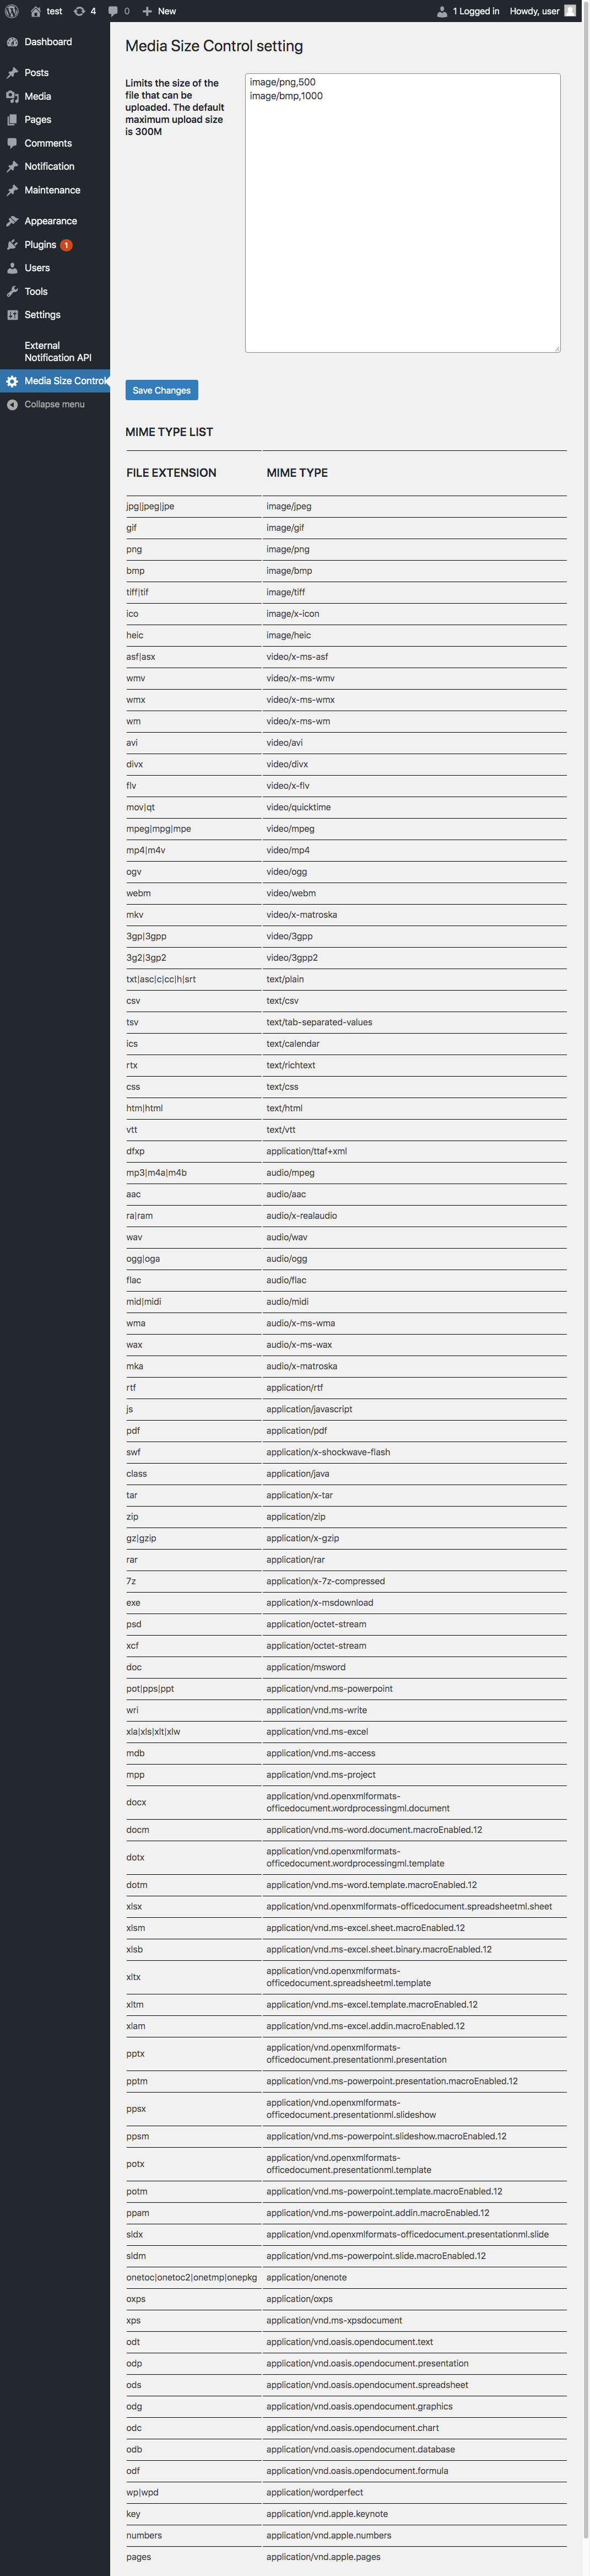 test 4 0 New 1 Logged in Howdy, user
Dashboard
Posts
Media
Pages
Comments
Notification
Maintenance
Appearance
Plugins 1
Users
Tools
Settings
External
Notification API
Media Size Control
Collapse menu
Media Size Control setting
Limits the size of the
file that can be
uploaded. The default
maximum upload size
is 300M
image/png,500
image/bmp,1000
Save Changes
MIME TYPE LIST
FILE EXTENSION MIME TYPE
jpg|jpeg|jpe image/jpeg
gif image/gif
png image/png
bmp image/bmp
tiff|tif image/tiff
ico image/x-icon
heic image/heic
asf|asx video/x-ms-asf
wmv video/x-ms-wmv
wmx video/x-ms-wmx
wm video/x-ms-wm
avi video/avi
divx video/divx
flv video/x-flv
mov|qt video/quicktime
mpeg|mpg|mpe video/mpeg
mp4|m4v video/mp4
ogv video/ogg
webm video/webm
mkv video/x-matroska
3gp|3gpp video/3gpp
3g2|3gp2 video/3gpp2
txt|asc|c|cc|h|srt text/plain
csv text/csv
tsv text/tab-separated-values
ics text/calendar
rtx text/richtext
css text/css
htm|html text/html
vtt text/vtt
dfxp application/ttaf+xml
mp3|m4a|m4b audio/mpeg
aac audio/aac
ra|ram audio/x-realaudio
wav audio/wav
ogg|oga audio/ogg
flac audio/flac
mid|midi audio/midi
wma audio/x-ms-wma
wax audio/x-ms-wax
mka audio/x-matroska
rtf application/rtf
js application/javascript
pdf application/pdf
swf application/x-shockwave-flash
class application/java
tar application/x-tar
zip application/zip
gz|gzip application/x-gzip
rar application/rar
7z application/x-7z-compressed
exe application/x-msdownload
psd application/octet-stream
xcf application/octet-stream
doc application/msword
pot|pps|ppt application/vnd.ms-powerpoint
wri application/vnd.ms-write
xla|xls|xlt|xlw application/vnd.ms-excel
mdb application/vnd.ms-access
mpp application/vnd.ms-project
docx application/vnd.openxmlformats-
officedocument.wordprocessingml.document
docm application/vnd.ms-word.document.macroEnabled.12
dotx application/vnd.openxmlformats-
officedocument.wordprocessingml.template
dotm application/vnd.ms-word.template.macroEnabled.12
xlsx application/vnd.openxmlformats-officedocument.spreadsheetml.sheet
xlsm application/vnd.ms-excel.sheet.macroEnabled.12
xlsb application/vnd.ms-excel.sheet.binary.macroEnabled.12
xltx application/vnd.openxmlformats-
officedocument.spreadsheetml.template
xltm application/vnd.ms-excel.template.macroEnabled.12
xlam application/vnd.ms-excel.addin.macroEnabled.12
pptx application/vnd.openxmlformats-
officedocument.presentationml.presentation
pptm application/vnd.ms-powerpoint.presentation.macroEnabled.12
ppsx application/vnd.openxmlformats-
officedocument.presentationml.slideshow
ppsm application/vnd.ms-powerpoint.slideshow.macroEnabled.12
potx application/vnd.openxmlformats-
officedocument.presentationml.template
potm application/vnd.ms-powerpoint.template.macroEnabled.12
ppam application/vnd.ms-powerpoint.addin.macroEnabled.12
sldx application/vnd.openxmlformats-officedocument.presentationml.slide
sldm application/vnd.ms-powerpoint.slide.macroEnabled.12
onetoc|onetoc2|onetmp|onepkg application/onenote
oxps application/oxps
xps application/vnd.ms-xpsdocument
odt application/vnd.oasis.opendocument.text
odp application/vnd.oasis.opendocument.presentation
ods application/vnd.oasis.opendocument.spreadsheet
odg application/vnd.oasis.opendocument.graphics
odc application/vnd.oasis.opendocument.chart
odb application/vnd.oasis.opendocument.database
odf application/vnd.oasis.opendocument.formula
wp|wpd application/wordperfect
key application/vnd.apple.keynote
numbers application/vnd.apple.numbers
pages application/vnd.apple.pages